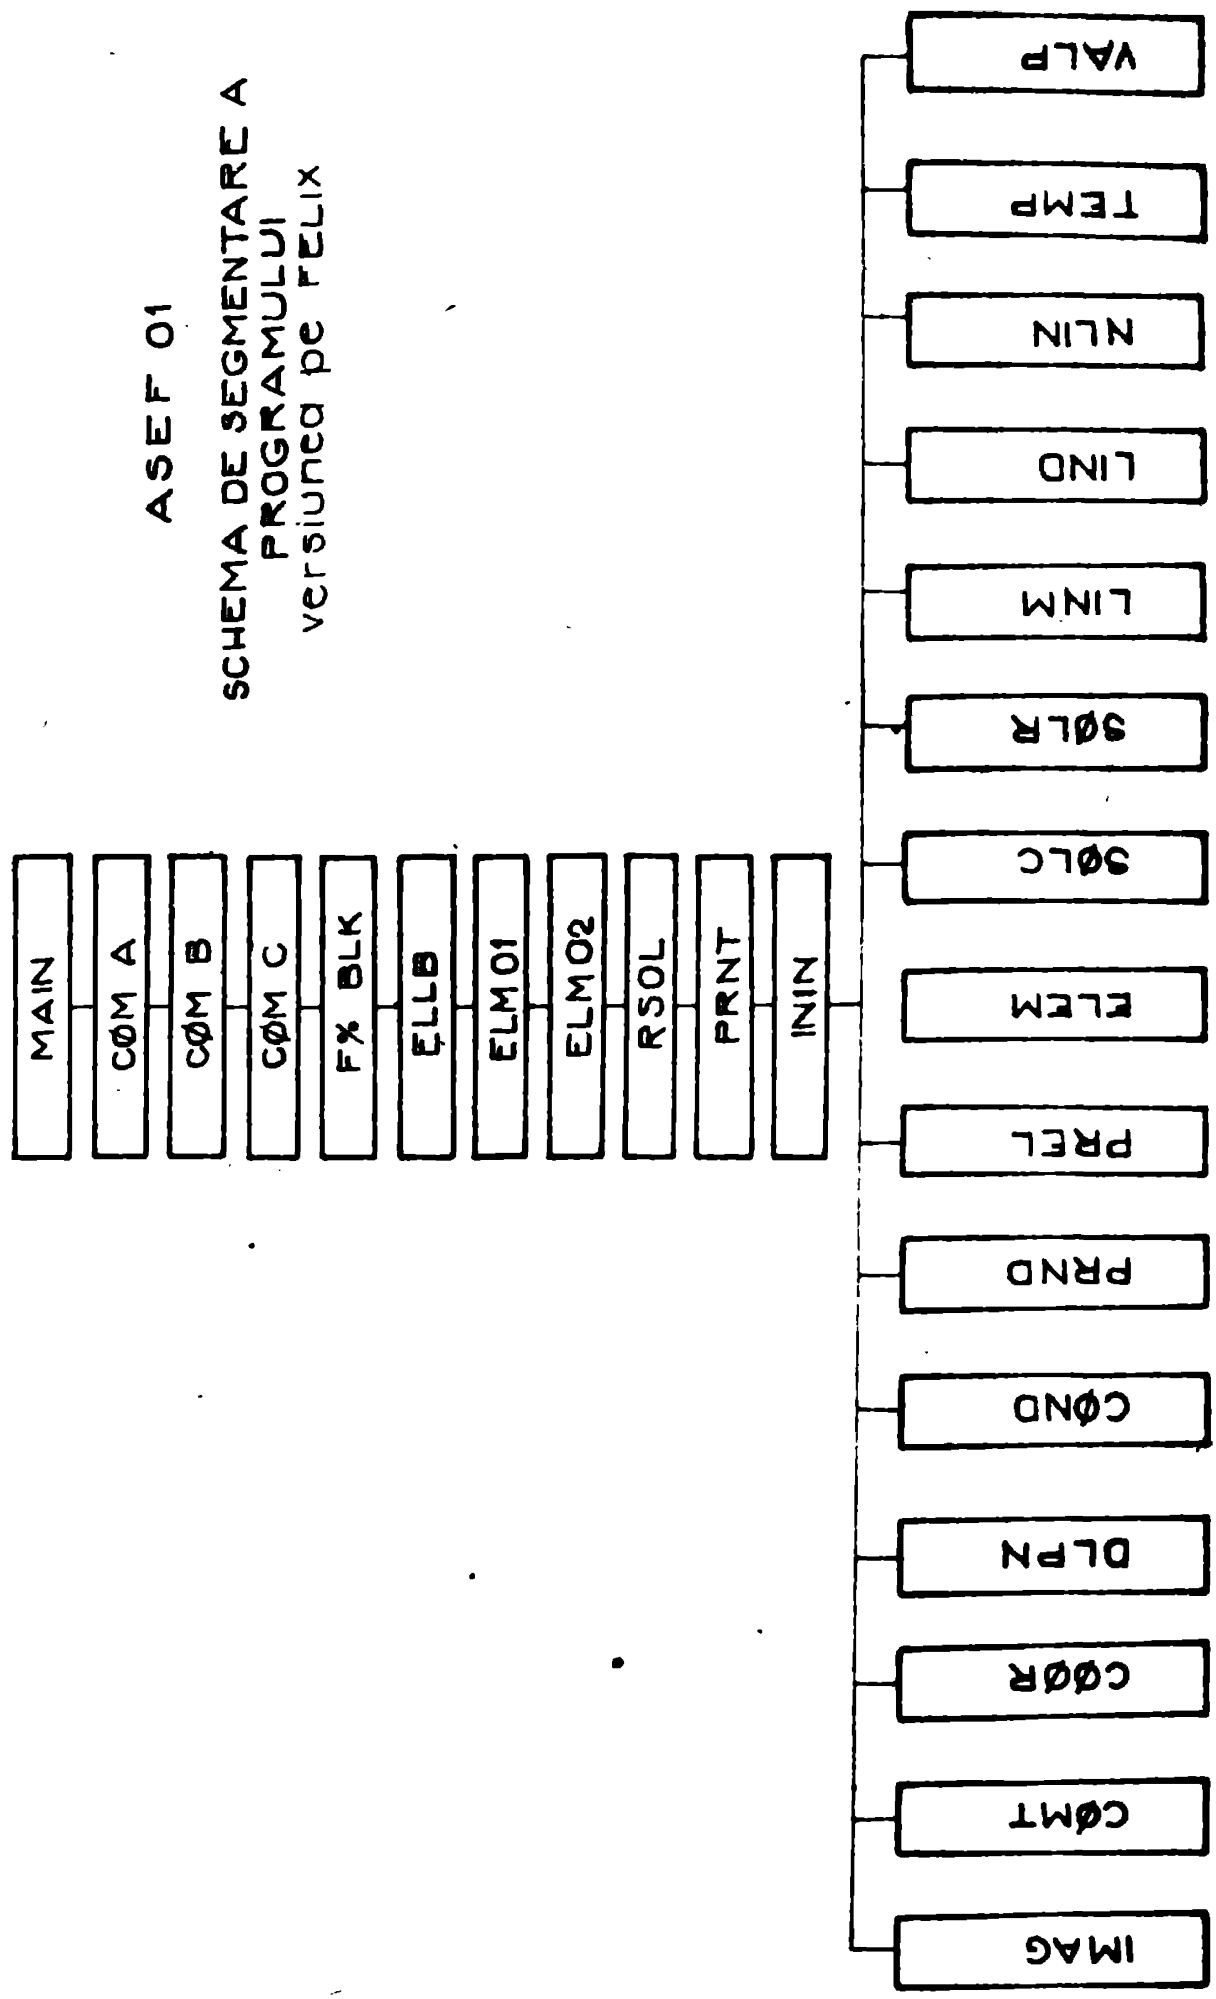 ASEF 01
SCHEMA DE SEGMENTARE A
PROGRAMULUI
versiunea pe FELIX
MAIN
CØM A
CØM B
CØM C
F% BLK
ELLB
ELM01
ELM02
RSOL
PRNT
ININ
IMAG
CØMT
CØØR
DLPN
CØND
PRND
PREL
ELEM
SØLC
SØLR
LINM
LIND
NLIN
TEMP
VALP